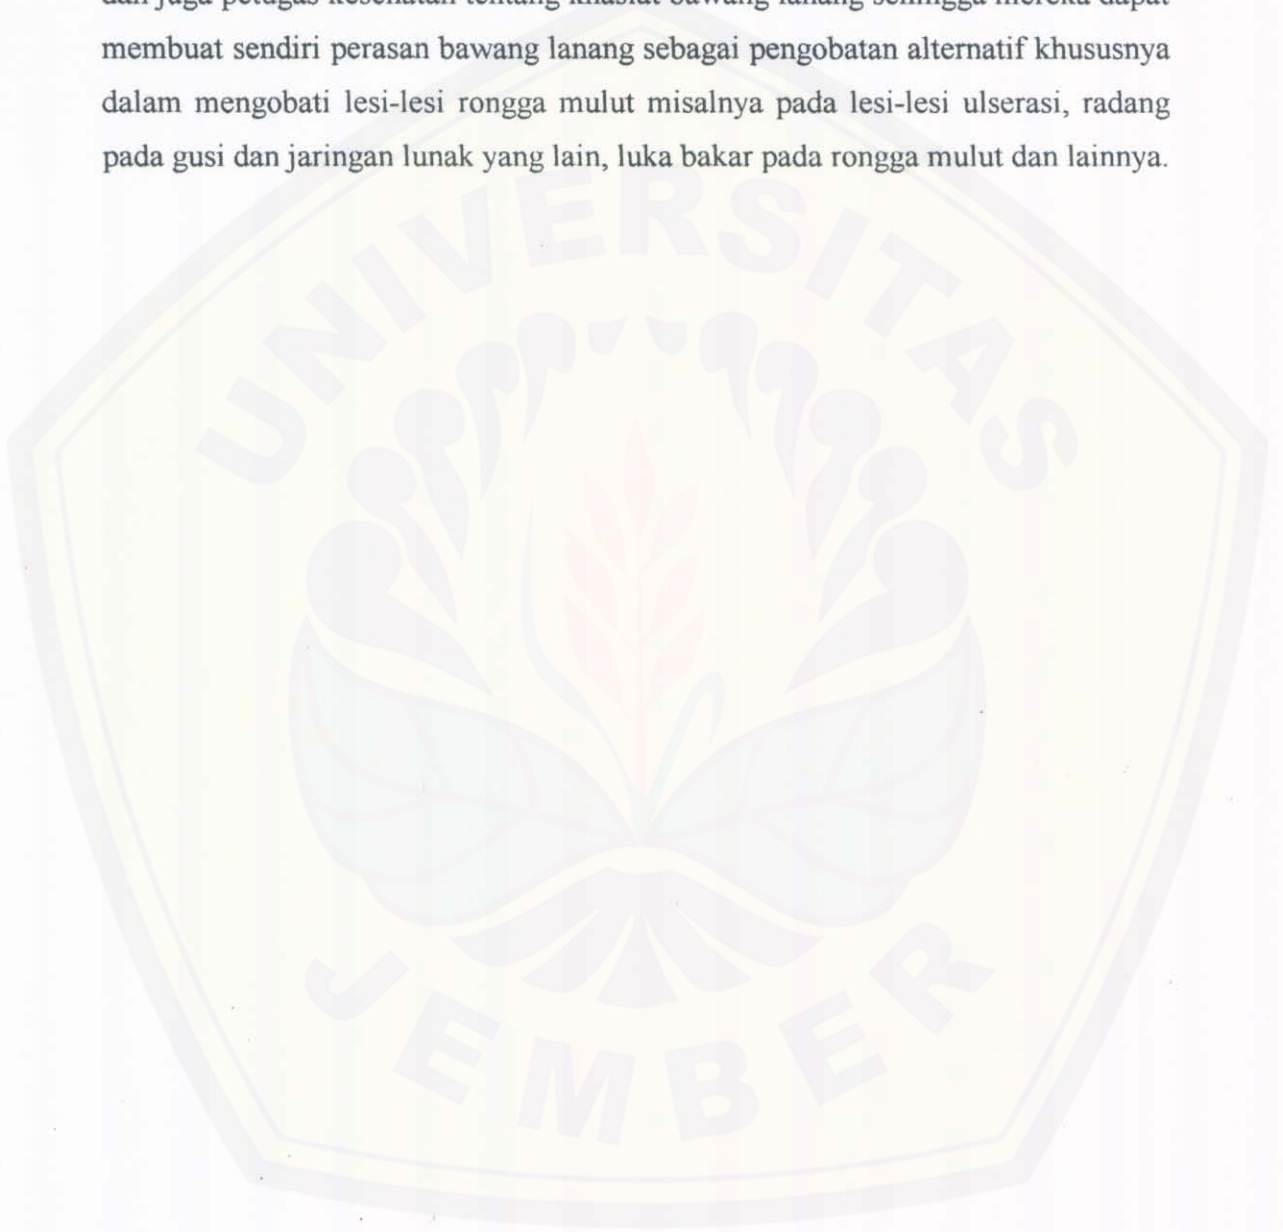 dan juga petugas kesehatan tentang khasiat bawang lanang sehingga mereka dapat
membuat sendiri perasan bawang lanang sebagai pengobatan alternatif khususnya
dalam mengobati lesi-lesi rongga mulut misalnya pada lesi-lesi ulserasi, radang
pada gusi dan jaringan lunak yang lain, luka bakar pada rongga mulut dan lainnya.
UNIVERSITAS
JEMBER